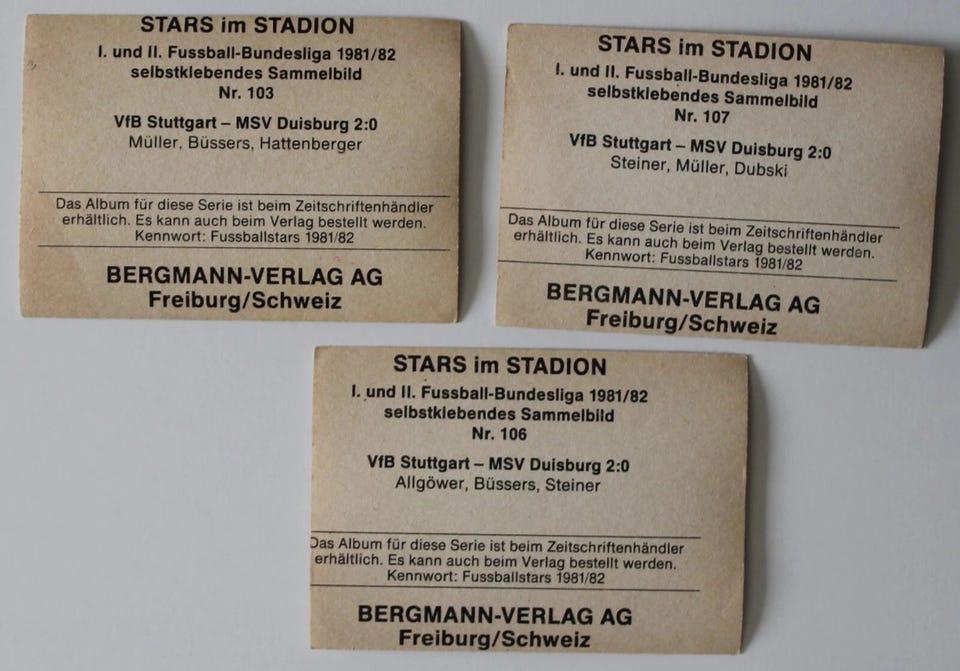 STARS im STADION
I. und II. Fussball-Bundesliga 1981/82
selbstklebendes Sammelbild
Nr. 103
VfB Stuttgart – MSV Duisburg 2:0
Müller, Büssers, Hattenberger
Das Album für diese Serie ist beim Zeitschriftenhändler
erhältlich. Es kann auch beim Verlag bestellt werden.
Kennwort: Fussballstars 1981/82
BERGMANN-VERLAG AG
Freiburg/Schweiz
STARS im STADION
I. und II. Fussball-Bundesliga 1981/82
selbstklebendes Sammelbild
Nr. 107
VfB Stuttgart – MSV Duisburg 2:0
Steiner, Müller, Dubski
Das Album für diese Serie ist beim Zeitschriftenhändler
erhältlich. Es kann auch beim Verlag bestellt werden.
Kennwort: Fussballstars 1981/82
BERGMANN-VERLAG AG
Freiburg/Schweiz
STARS im STADION
I. und II. Fussball-Bundesliga 1981/82
selbstklebendes Sammelbild
Nr. 106
VfB Stuttgart – MSV Duisburg 2:0
Allgöwer, Büssers, Steiner
Das Album für diese Serie ist beim Zeitschriftenhändler
erhältlich. Es kann auch beim Verlag bestellt werden.
Kennwort: Fussballstars 1981/82
BERGMANN-VERLAG AG
Freiburg/Schweiz